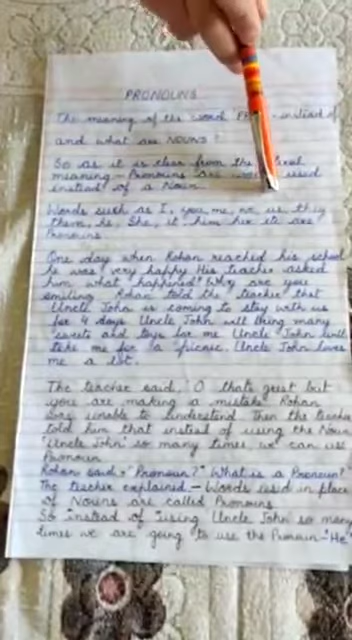 PRONOUNS
The meaning of the word 'PR - instead of
and what are NOUNS?
So as it is clear from the
meaning - Pronouns are used
instead of a Noun.
Words such as I, you, me, we, us, they
them, he, she, it, him, her etc are
Pronouns
One day when Rohan reached his school
he was very happy His teacher asked
him what happened? Why are you
smiling Rohan told the teacher that
Uncle John is coming to stay with us
for 4 days Uncle John will bring many
sweets and toys for me Uncle John will
take me for a picnic. Uncle John loves
me a lot.
The teacher said, 'O thats great but
you are making a mistake Rohan
unable to understand Then the teacher
told him that instead of using the Noun
'Uncle John' so many times we can use
Pronoun
Rohan said - "Pronoun?" What is a Pronoun?
The teacher explained - Words used in place
of Nouns are called Pronouns
So instead of "using Uncle John' so many
times we are going to use the Pronoun - "He"